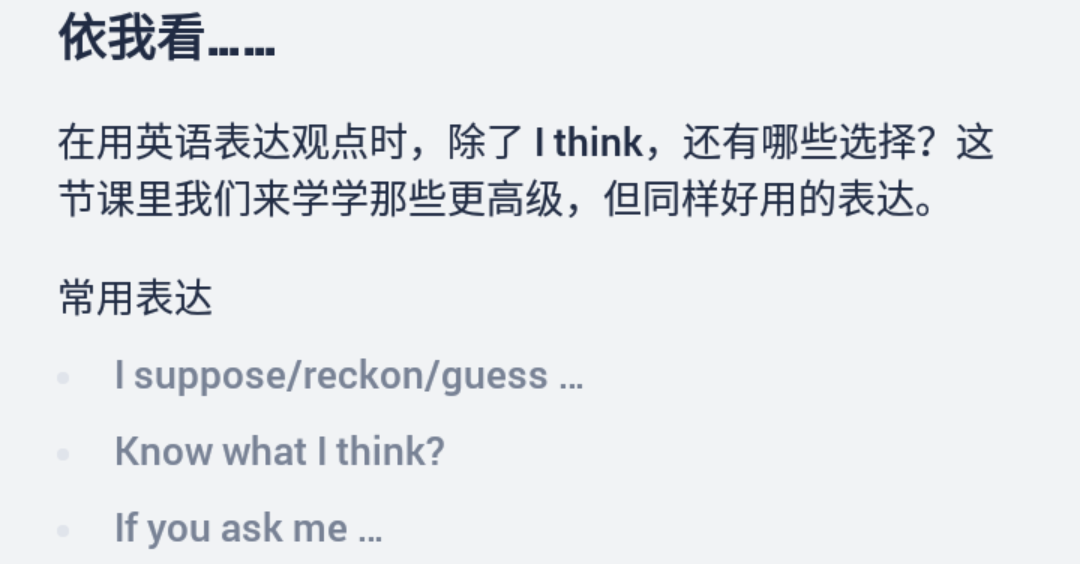 依我看……
在用英语表达观点时，除了 I think，还有哪些选择？这
节课里我们来学学那些更高级，但同样好用的表达。
常用表达
I suppose/reckon/guess ...
Know what I think?
If you ask me ...